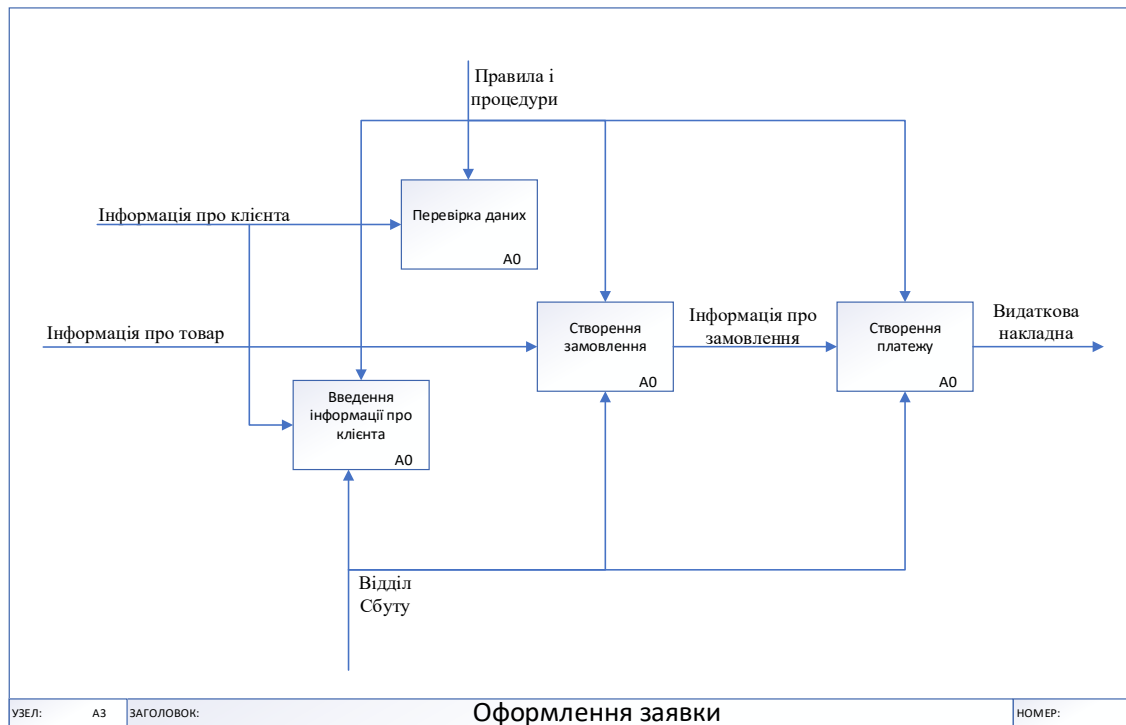 Правила і
процедури
Перевірка даних
A0
Інформація про клієнта
Інформація про товар
Створення
замовлення
A0
Інформація про
замовлення
Створення
платежу
A0
Видаткова
накладна
Введення
інформації про
клієнта
A0
Відділ
Сбуту
УЗЕЛ: A3 ЗАГОЛОВОК: Оформлення заявки НОМЕР: